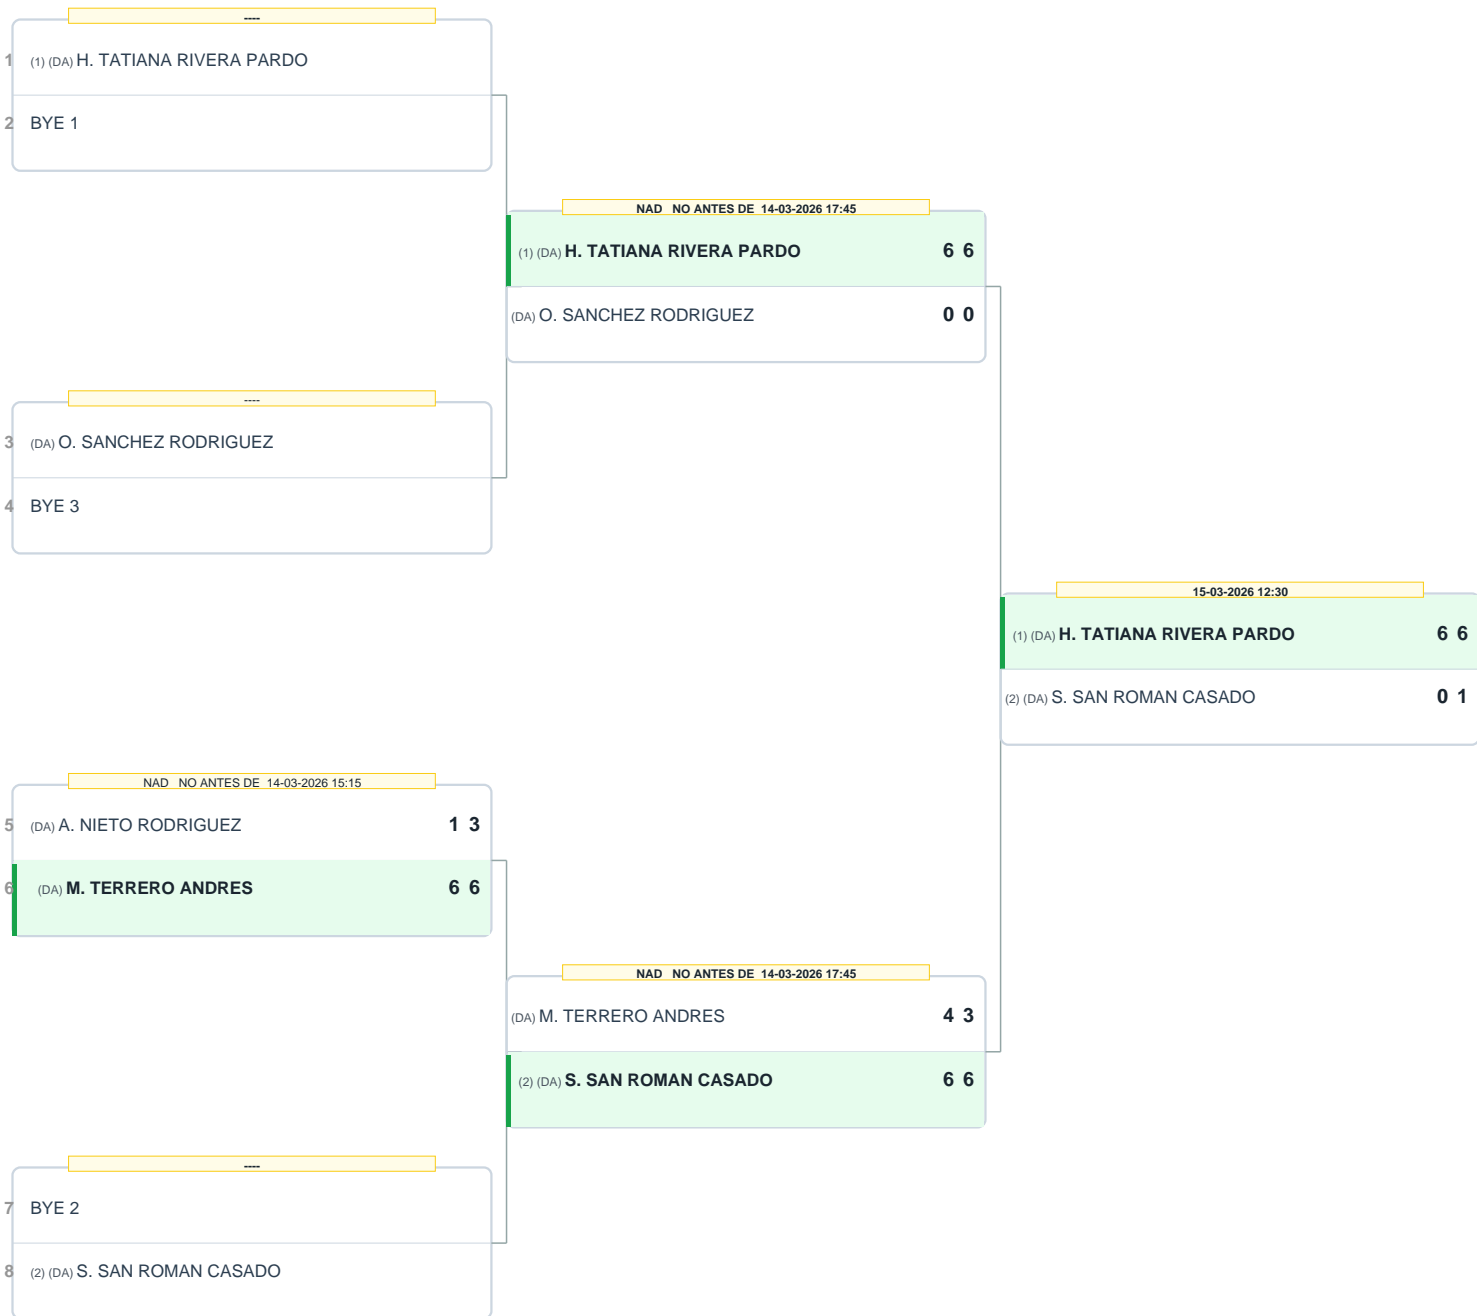 ----
1 (1) (DA) H. TATIANA RIVERA PARDO
2 BYE 1
NAD NO ANTES DE 14-03-2026 17:45
(1) (DA) H. TATIANA RIVERA PARDO 6 6
(DA) O. SANCHEZ RODRIGUEZ 0 0
----
3 (DA) O. SANCHEZ RODRIGUEZ
4 BYE 3
15-03-2026 12:30
(1) (DA) H. TATIANA RIVERA PARDO 6 6
(2) (DA) S. SAN ROMAN CASADO 0 1
NAD NO ANTES DE 14-03-2026 15:15
5 (DA) A. NIETO RODRIGUEZ 1 3
6 (DA) M. TERRERO ANDRES 6 6
NAD NO ANTES DE 14-03-2026 17:45
(DA) M. TERRERO ANDRES 4 3
(2) (DA) S. SAN ROMAN CASADO 6 6
----
7 BYE 2
8 (2) (DA) S. SAN ROMAN CASADO